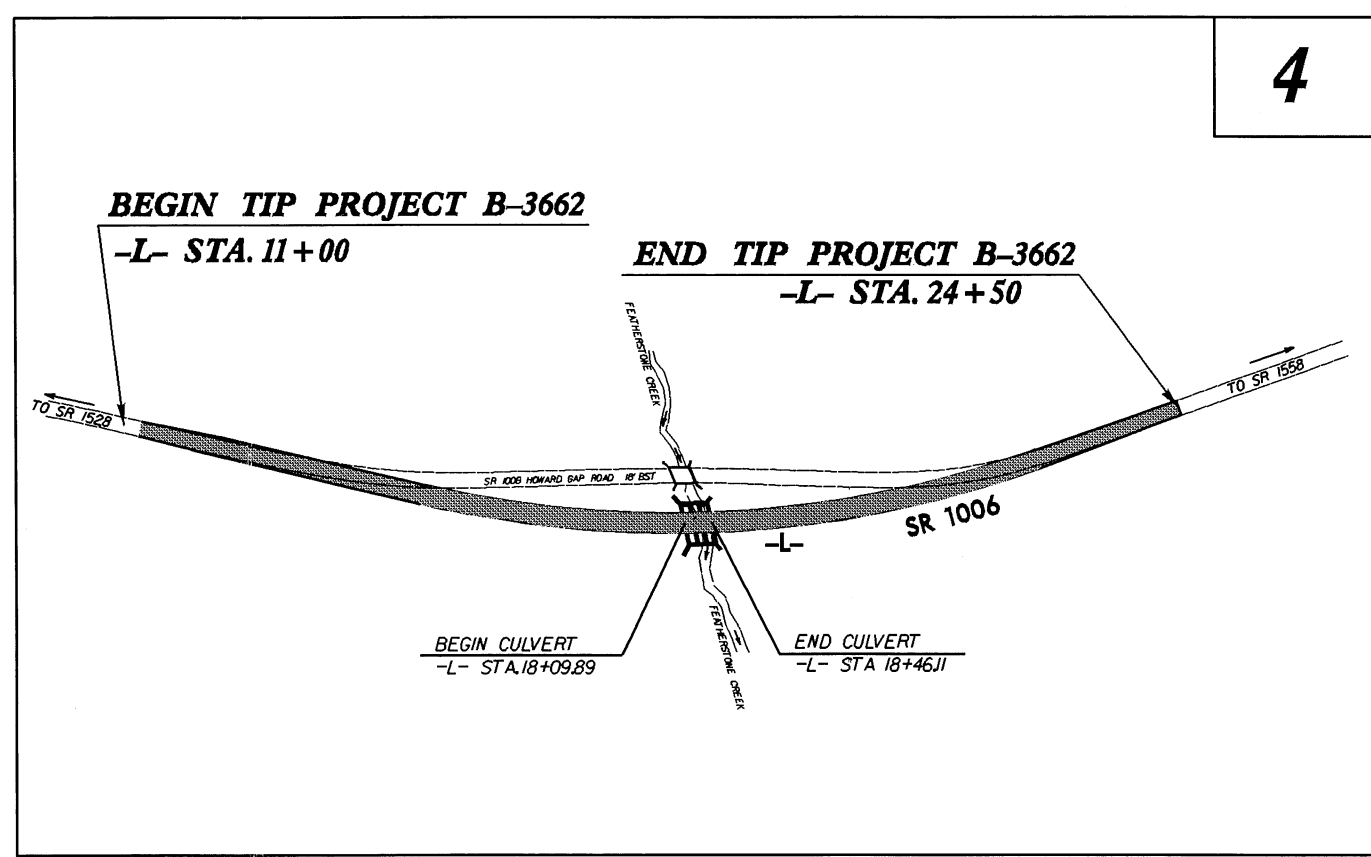 4
BEGIN TIP PROJECT B–3662
–L– STA. 11+00
END TIP PROJECT B–3662
–L– STA. 24+50
FEATHERSTONE CREEK
TO SR 1528
TO SR 1558
SR 1006 HOWARD GAP ROAD 18' BST
SR 1006
–L–
BEGIN CULVERT
-L- STA.18+09.89
END CULVERT
-L- STA 18+46.11
FEATHERSTONE CREEK